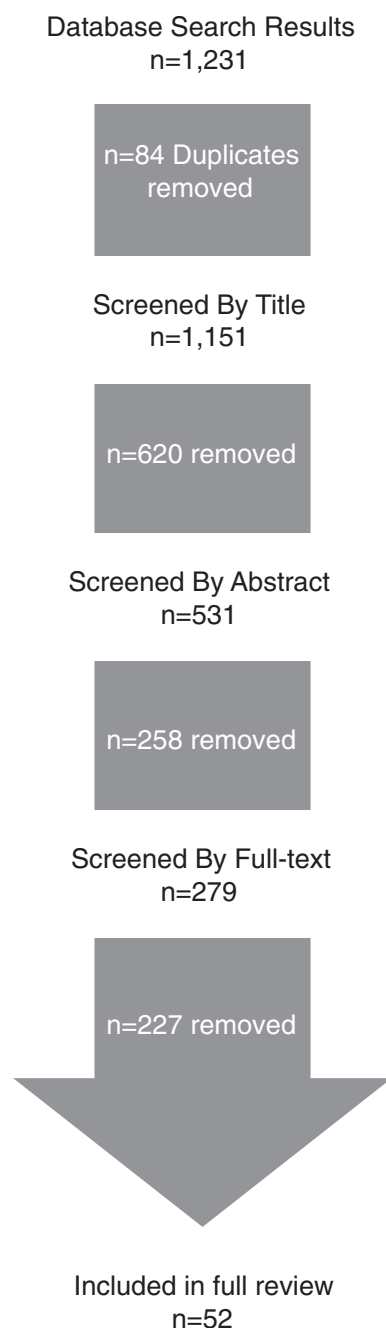 Database Search Results
n=1,231
n=84 Duplicates
removed
Screened By Title
n=1,151
n=620 removed
Screened By Abstract
n=531
n=258 removed
Screened By Full-text
n=279
n=227 removed
Included in full review
n=52